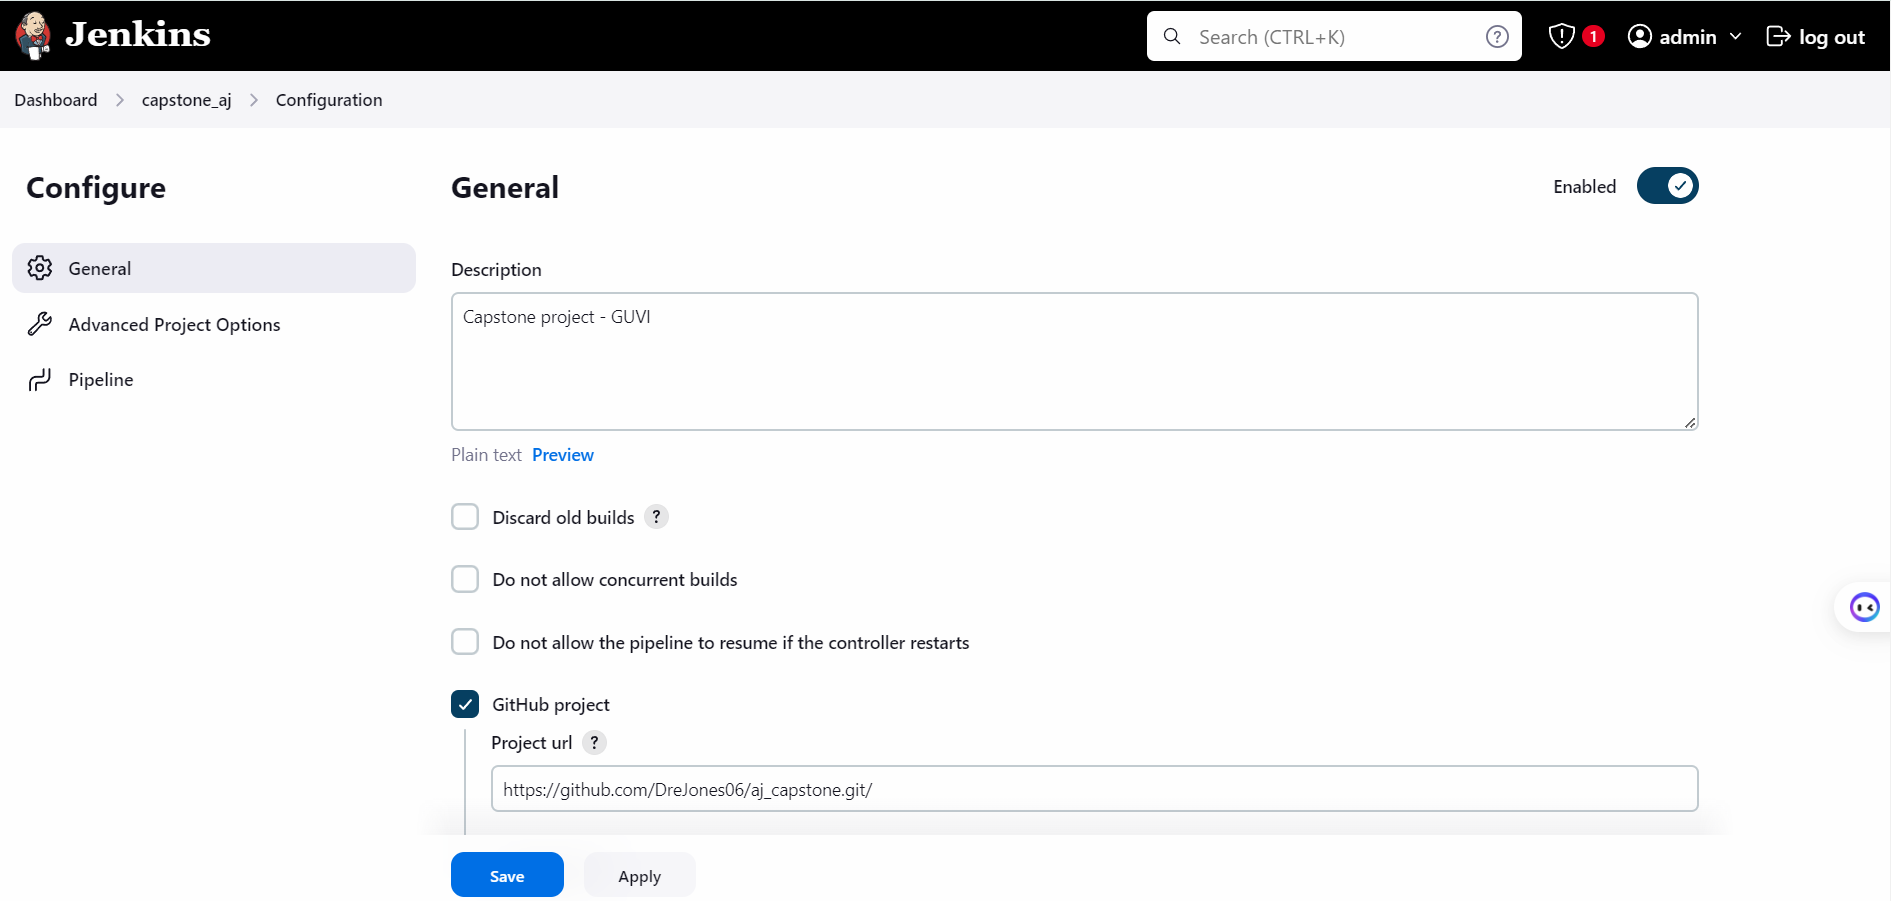 Jenkins
Search (CTRL+K)
?
1
admin
log out
Dashboard
capstone_aj
Configuration
Configure
General
Advanced Project Options
Pipeline
General
Enabled
Description
Capstone project - GUVI
Plain text Preview
Discard old builds ?
Do not allow concurrent builds
Do not allow the pipeline to resume if the controller restarts
GitHub project
Project url ?
https://github.com/DreJones06/aj_capstone.git/
Save
Apply